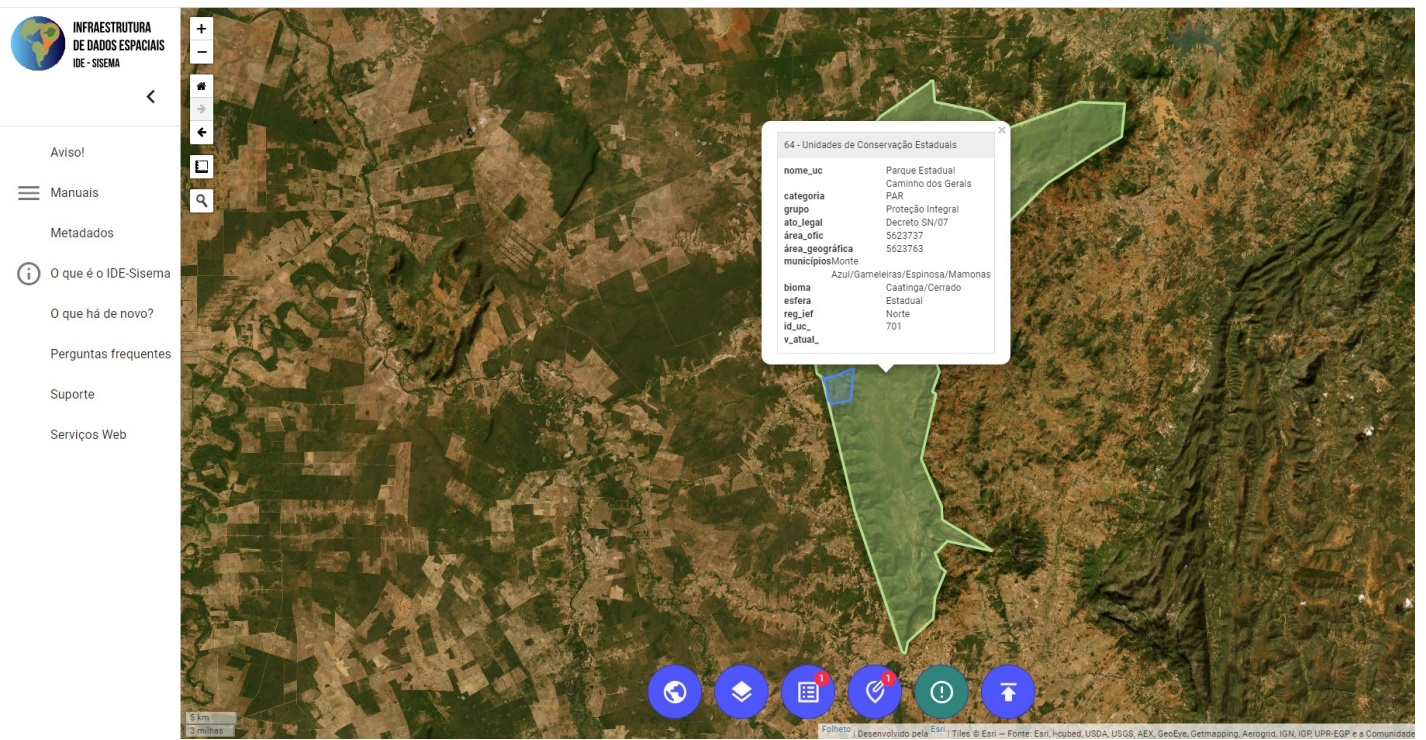 INFRAESTRUTURA
DE DADOS ESPACIAIS
IDE - SISEMA
Aviso!
Manuais
Metadados
O que é o IDE-Sisema
O que há de novo?
Perguntas frequentes
Suporte
Serviços Web
+
−
×
64 - Unidades de Conservação Estaduais
nome_uc Parque Estadual
Caminho dos Gerais
categoria PAR
grupo Proteção Integral
ato_legal Decreto SN/07
área_ofic 5623737
área_geográfica 5623763
municípiosMonte
Azul/Gameleiras/Espinosa/Mamonas
bioma Caatinga/Cerrado
esfera Estadual
reg_ief Norte
id_uc_ 701
v_atual_
1
1
5 km
3 milhas
Folheto | Desenvolvido pela Esri | Tiles © Esri — Fonte: Esri, i-cubed, USDA, USGS, AEX, GeoEye, Getmapping, Aerogrid, IGN, IGP, UPR-EGP e a Comunidade